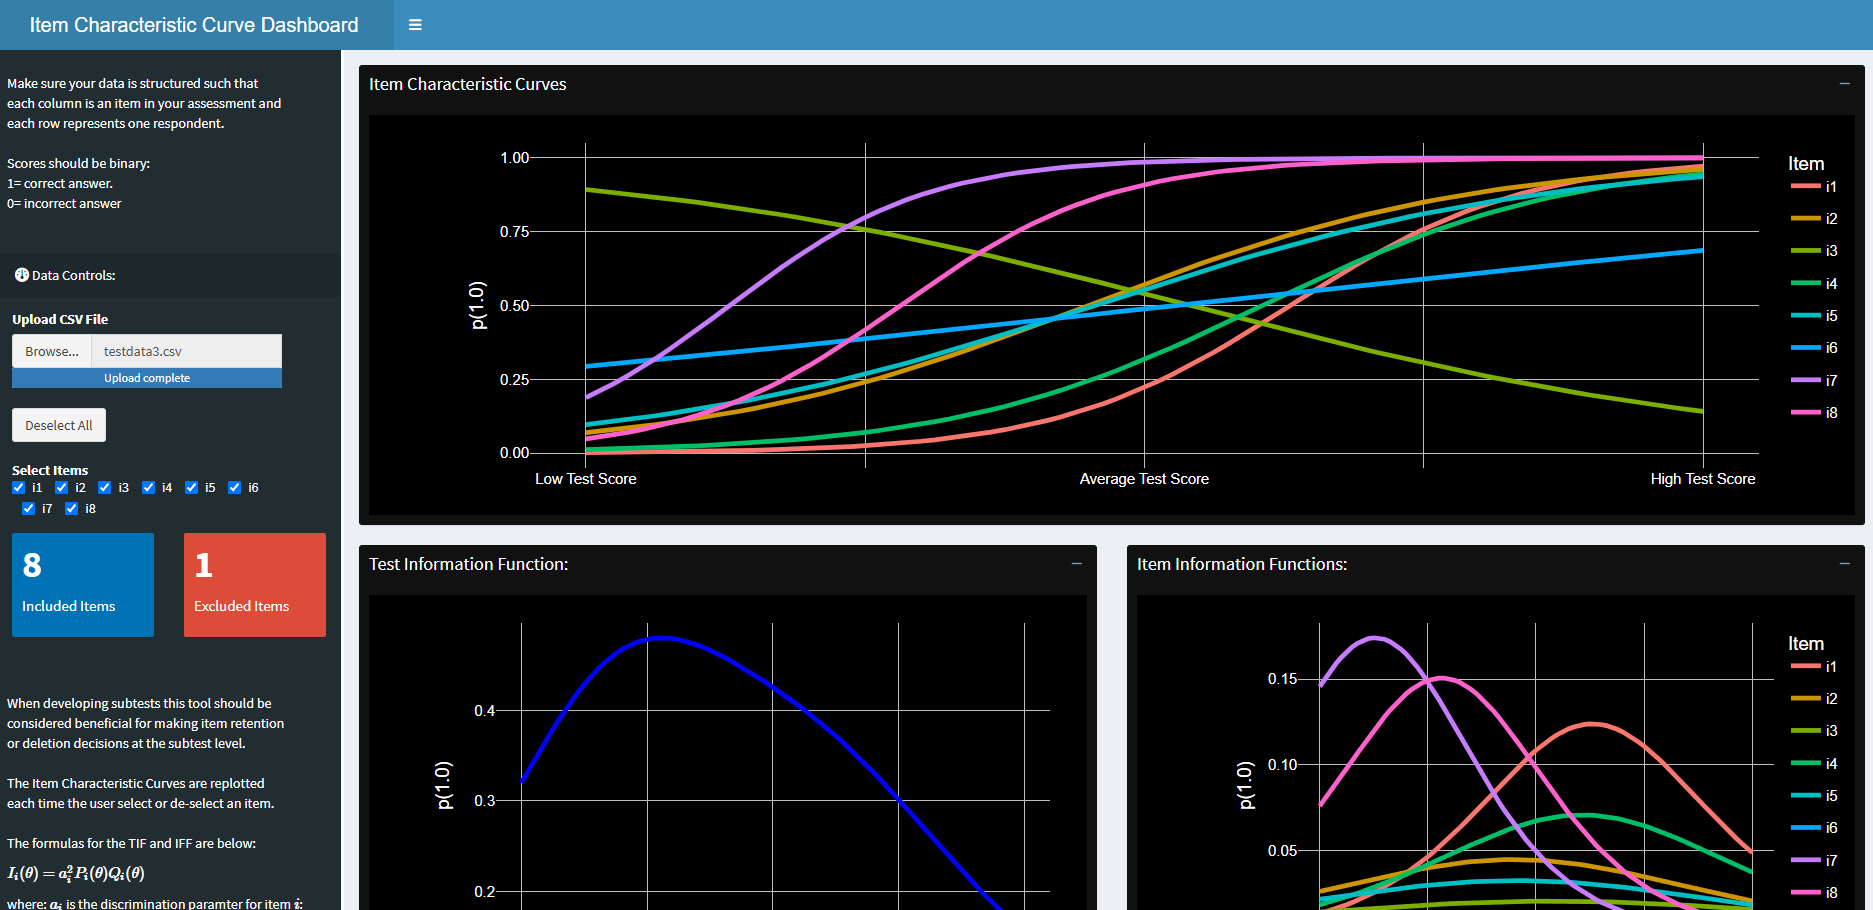 Item Characteristic Curve Dashboard
Make sure your data is structured such that
each column is an item in your assessment and
each row represents one respondent.
Scores should be binary:
1= correct answer.
0= incorrect answer
Data Controls:
Upload CSV File
Browse... testdata3.csv
Upload complete
Deselect All
Select Items
i1 i2 i3 i4 i5 i6
i7 i8
8
Included Items
1
Excluded Items
When developing subtests this tool should be
considered beneficial for making item retention
or deletion decisions at the subtest level.
The Item Characteristic Curves are replotted
each time the user select or de-select an item.
The formulas for the TIF and IFF are below:
I_i(θ) = a_i^2 P_i(θ)Q_i(θ)
where: a_i is the discrimination paramter for item i:
Item Characteristic Curves
p(1.0)
1.00
0.75
0.50
0.25
0.00
Low Test Score
Average Test Score
High Test Score
Item
i1
i2
i3
i4
i5
i6
i7
i8
Test Information Function:
p(1.0)
0.4
0.3
0.2
Item Information Functions:
p(1.0)
0.15
0.10
0.05
Item
i1
i2
i3
i4
i5
i6
i7
i8